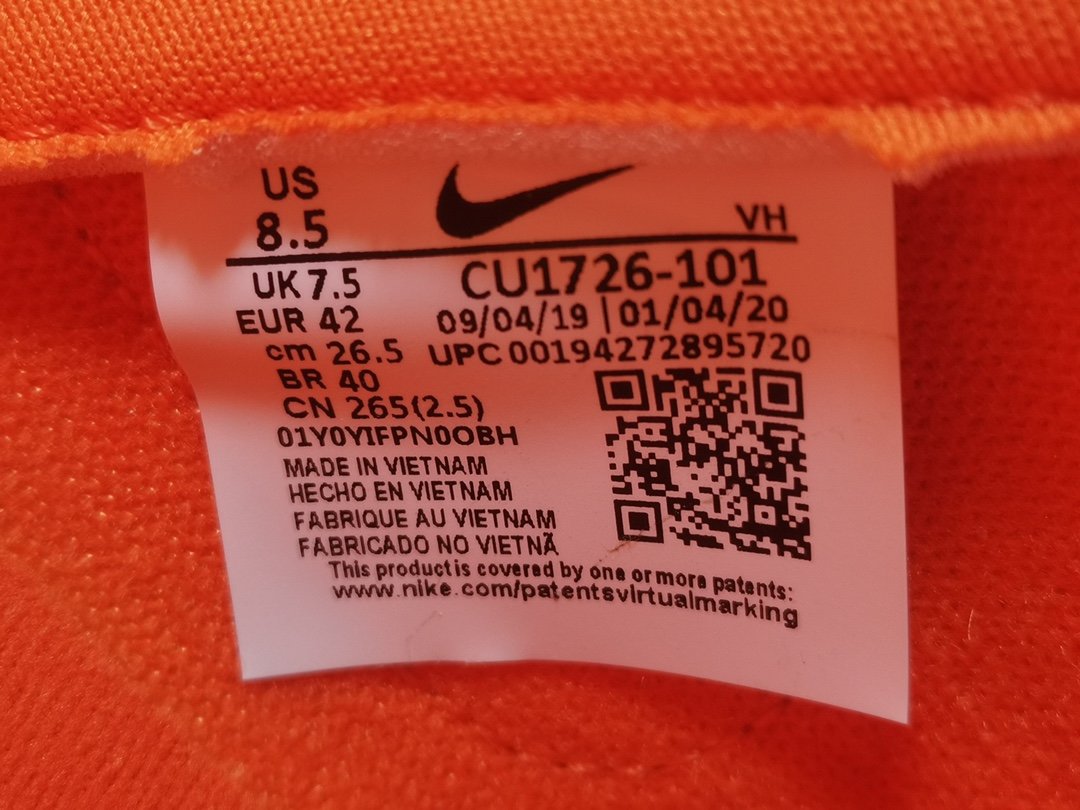 US
8.5
VH
UK 7.5
CU1726-101
EUR 42
09/04/19 | 01/04/20
cm 26.5
UPC 00194272895720
BR 40
CN 265(2.5)
01Y0YIFPN0OBH
MADE IN VIETNAM
HECHO EN VIETNAM
FABRIQUE AU VIETNAM
FABRICADO NO VIETNÃ
This product is covered by one or more patents:
www.nike.com/patentsvirtualmarking